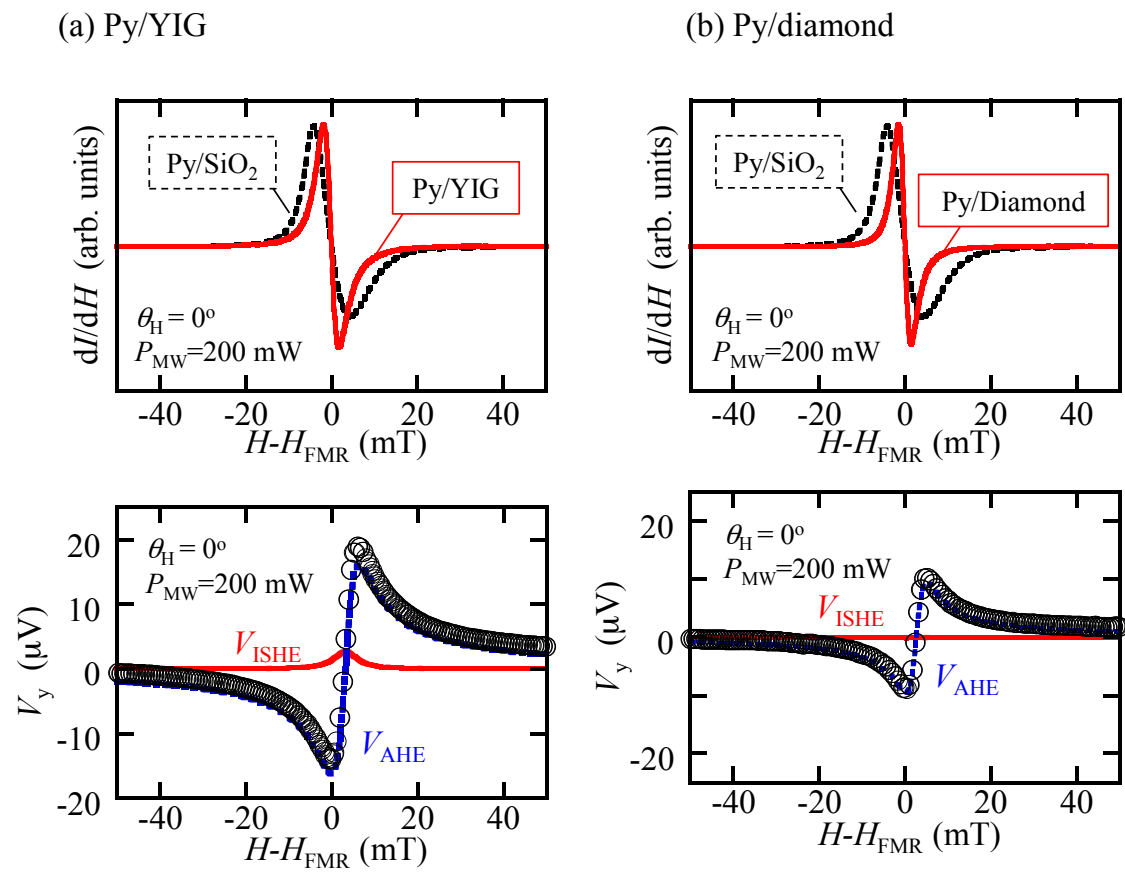 (a) Py/YIG
dI/dH (arb. units)
Py/SiO2
Py/YIG
θH = 0o
PMW=200 mW
-40 -20 0 20 40
H-HFMR (mT)
(b) Py/diamond
dI/dH (arb. units)
Py/SiO2
Py/Diamond
θH = 0o
PMW=200 mW
-40 -20 0 20 40
H-HFMR (mT)
Vy (μV)
20
10
0
-10
-20
θH = 0o
PMW=200 mW
VISHE
VAHE
-40 -20 0 20 40
H-HFMR (mT)
Vy (μV)
20
0
-20
θH = 0o
PMW=200 mW
VISHE
VAHE
-40 -20 0 20 40
H-HFMR (mT)